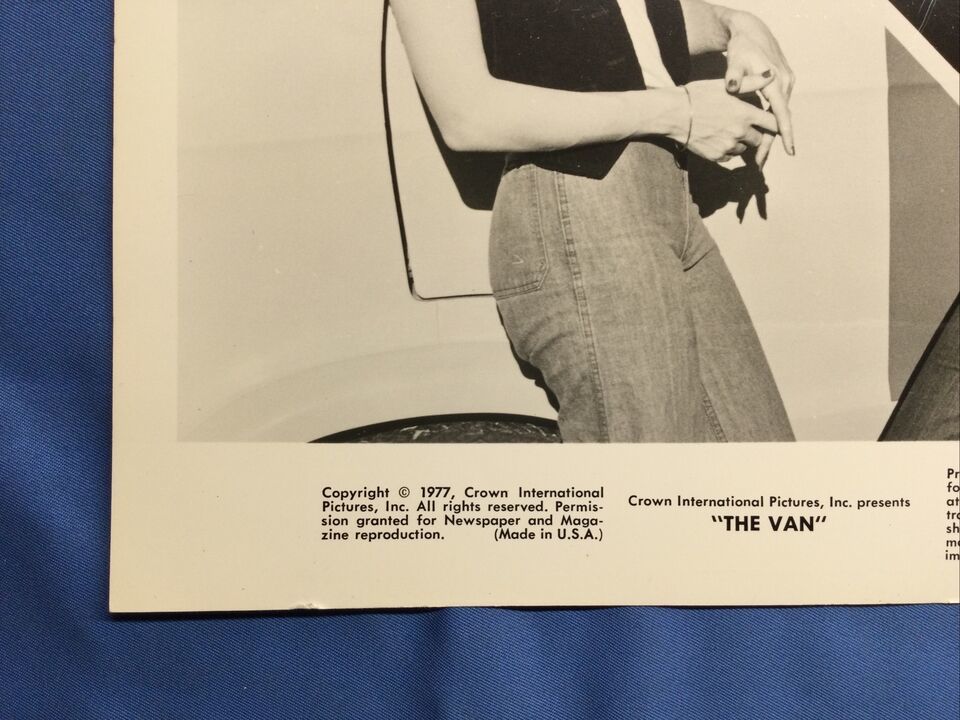 Copyright © 1977, Crown International
Pictures, Inc. All rights reserved. Permis-
sion granted for Newspaper and Maga-
zine reproduction. (Made in U.S.A.)
Crown International Pictures, Inc. presents
"THE VAN"